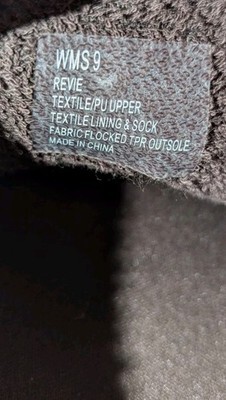 WMS 9
REVIE
TEXTILE/PU UPPER
TEXTILE LINING & SOCK
FABRIC FLOCKED TPR OUTSOLE
MADE IN CHINA